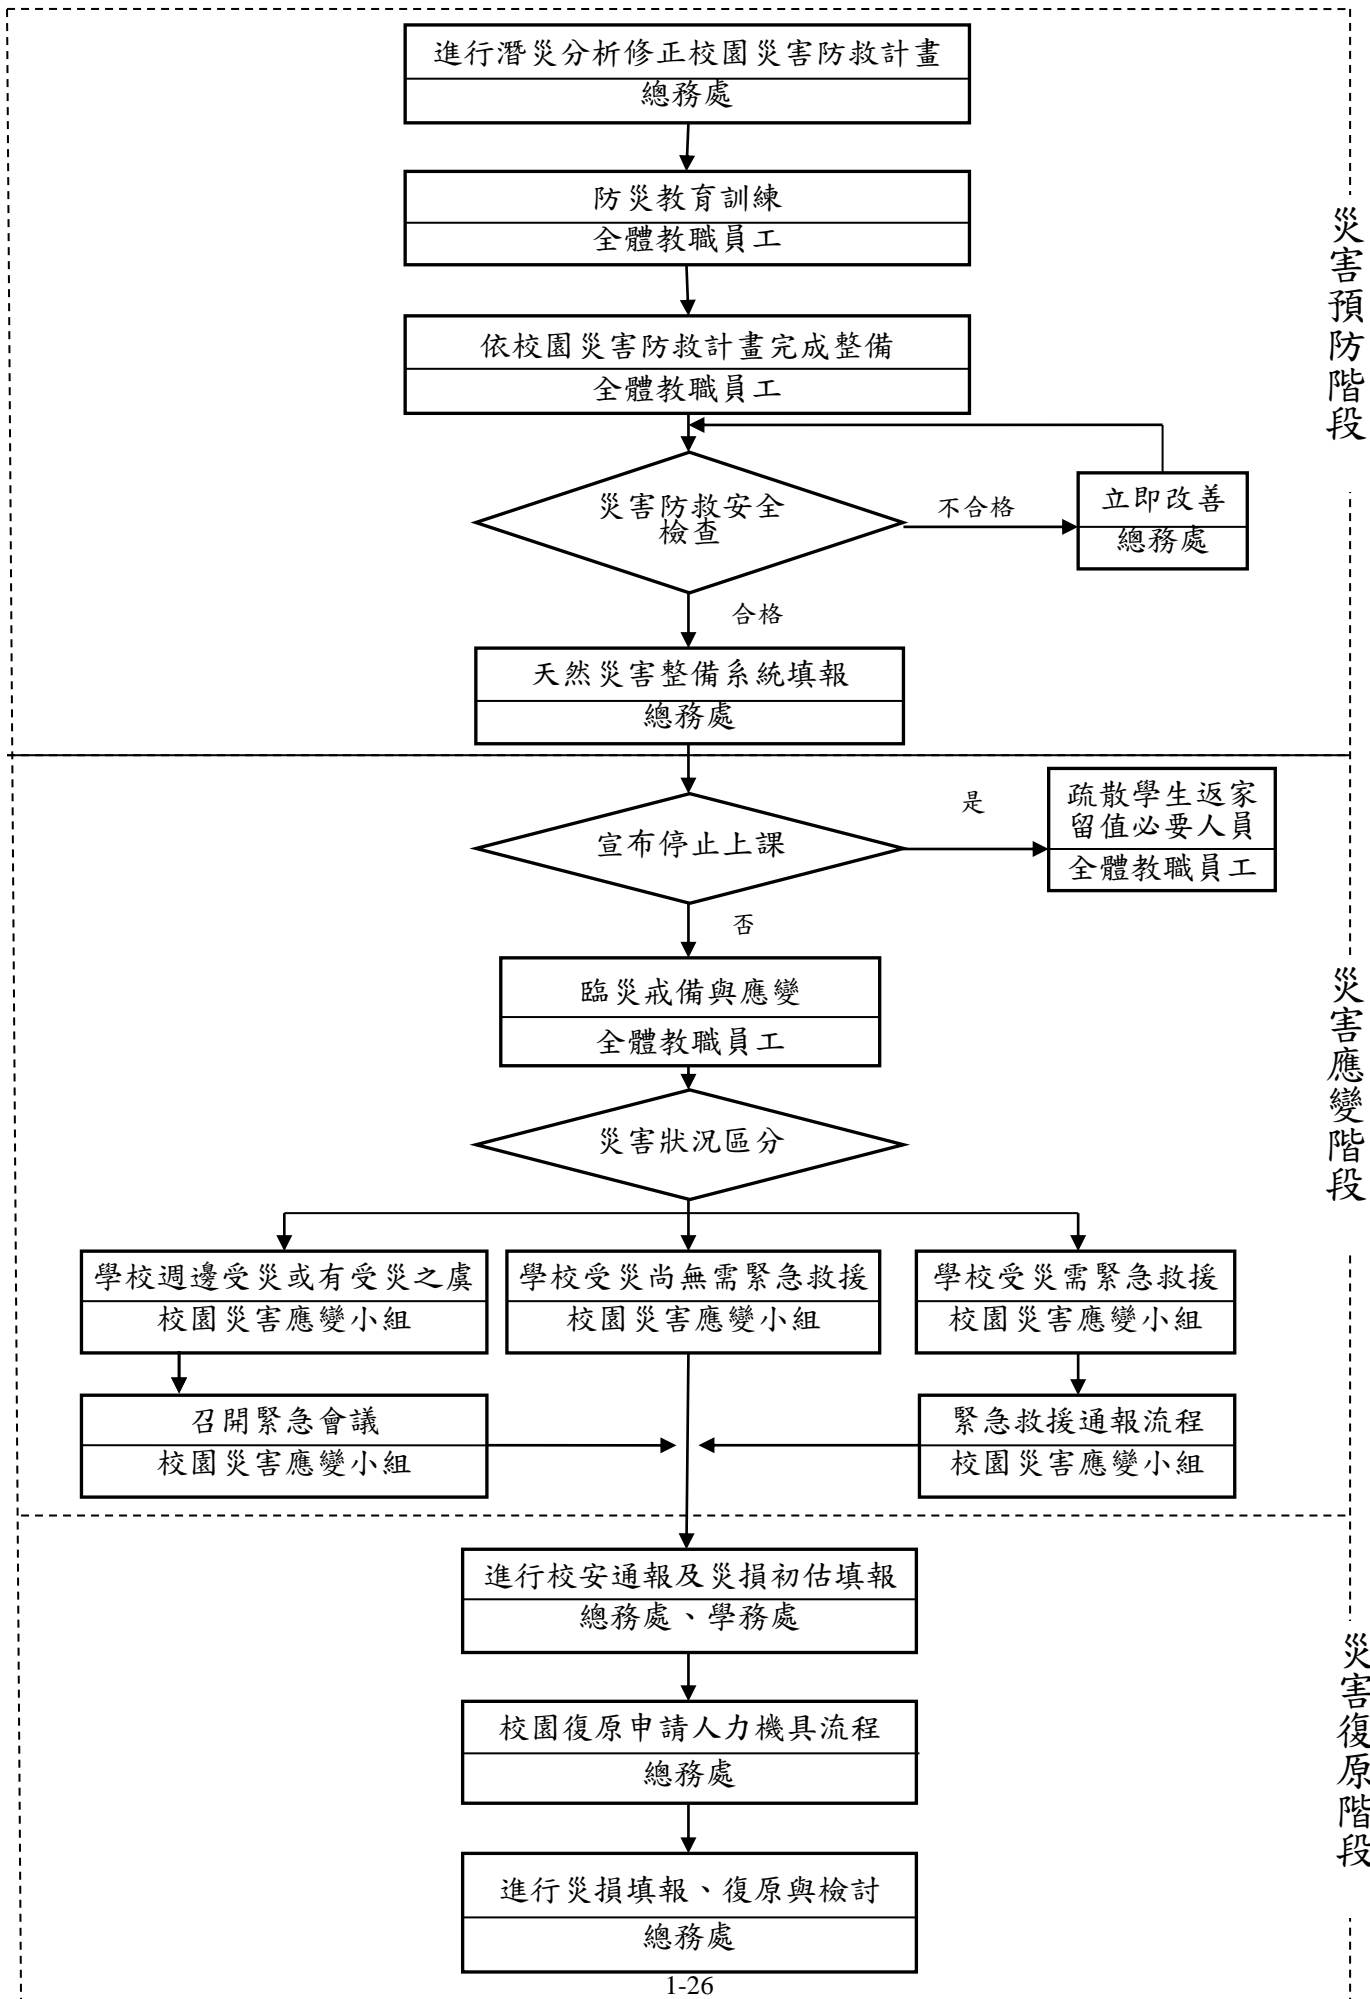 進行潛災分析修正校園災害防救計畫
總務處
防災教育訓練
全體教職員工
依校園災害防救計畫完成整備
全體教職員工
災害防救安全
檢查
不合格
立即改善
總務處
合格
天然災害整備系統填報
總務處
災害預防階段
宣布停止上課
是
疏散學生返家
留值必要人員
全體教職員工
否
臨災戒備與應變
全體教職員工
災害狀況區分
學校週邊受災或有受災之虞
校園災害應變小組
學校受災尚無需緊急救援
校園災害應變小組
學校受災需緊急救援
校園災害應變小組
召開緊急會議
校園災害應變小組
緊急救援通報流程
校園災害應變小組
災害應變階段
進行校安通報及災損初估填報
總務處、學務處
校園復原申請人力機具流程
總務處
進行災損填報、復原與檢討
總務處
災害復原階段
1-26